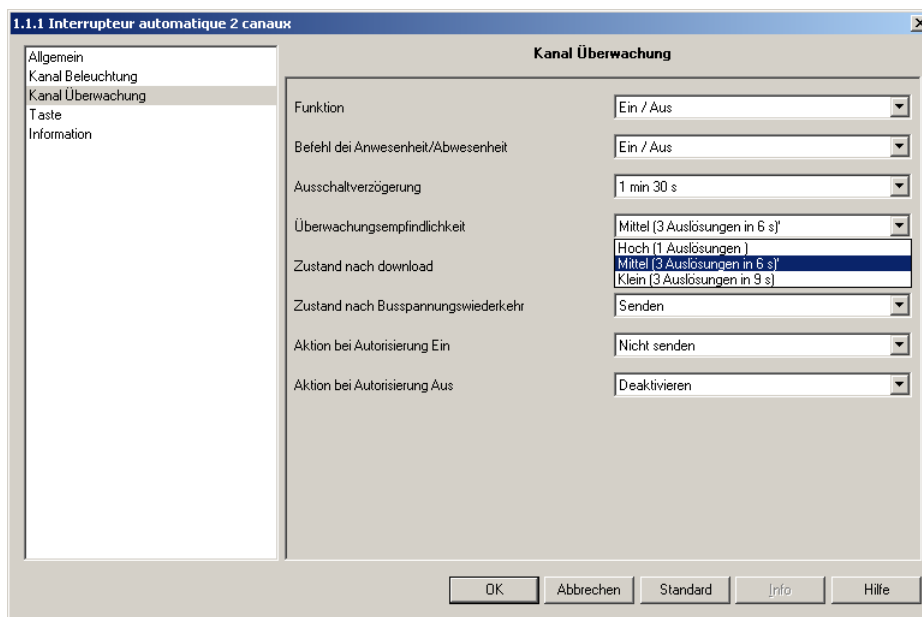 1.1.1 Interrupteur automatique 2 canaux
Allgemein
Kanal Beleuchtung
Kanal Überwachung
Taste
Information
Kanal Überwachung
Funktion
Ein / Aus
Befehl dei Anwesenheit/Abwesenheit
Ein / Aus
Ausschaltverzögerung
1 min 30 s
Überwachungsempfindlichkeit
Mittel (3 Auslösungen in 6 s)'
Hoch (1 Auslösungen )
Mittel (3 Auslösungen in 6 s)'
Klein (3 Auslösungen in 9 s)
Zustand nach download
Zustand nach Busspannungswiederkehr
Senden
Aktion bei Autorisierung Ein
Nicht senden
Aktion bei Autorisierung Aus
Deaktivieren
OK
Abbrechen
Standard
Info
Hilfe